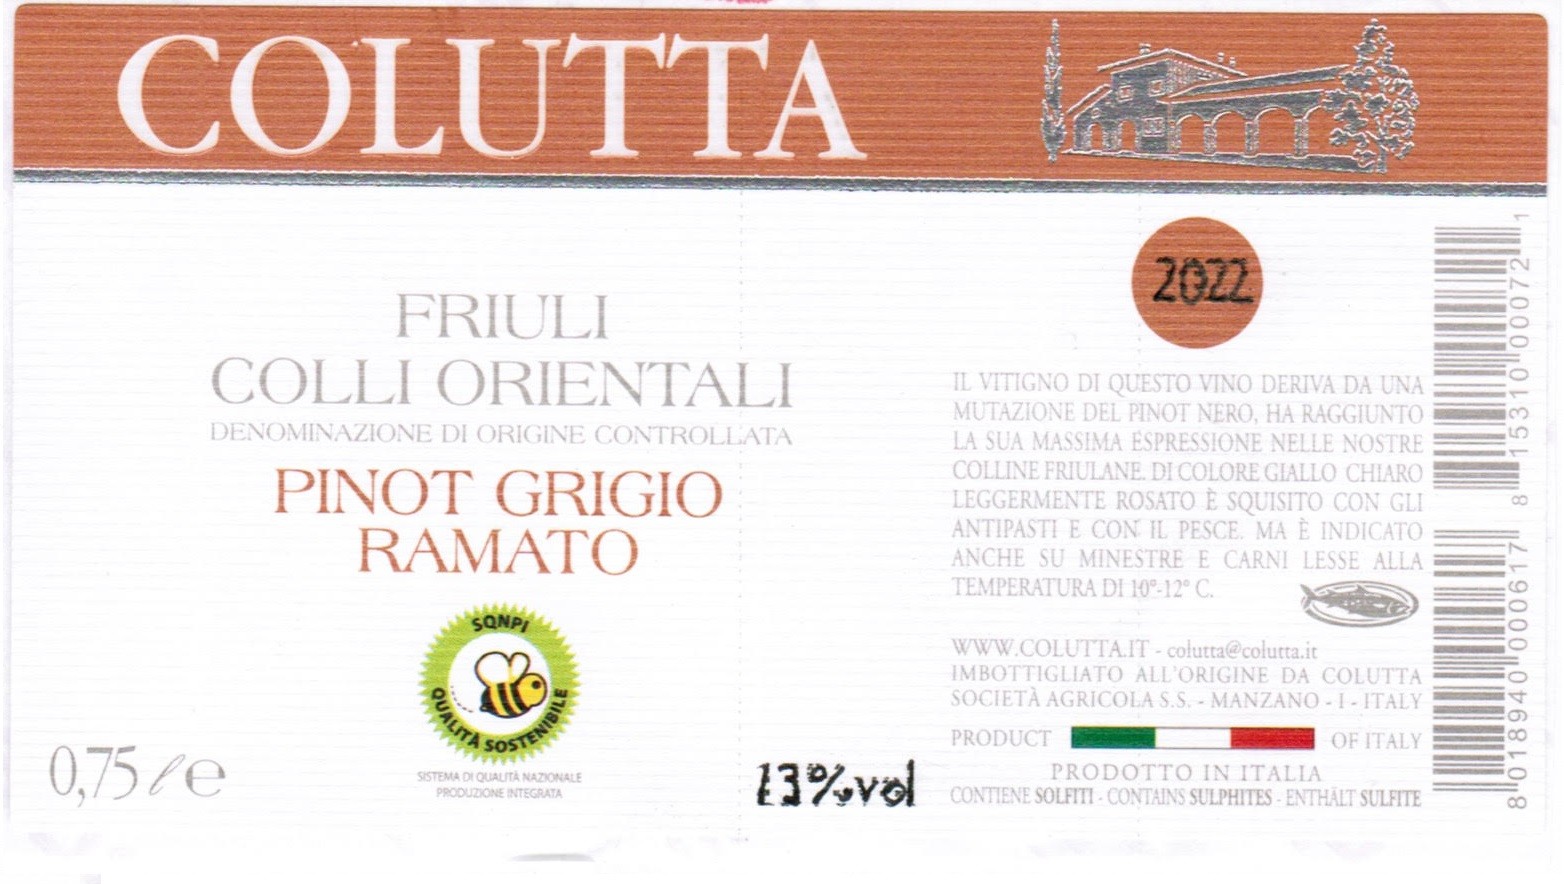 COLUTTA
FRIULI
COLLI ORIENTALI
DENOMINAZIONE DI ORIGINE CONTROLLATA
PINOT GRIGIO
RAMATO
SQNPI
QUALITÀ SOSTENIBILE
SISTEMA DI QUALITÀ NAZIONALE
PRODUZIONE INTEGRATA
0,75 ℓ e
13%vol
2022
IL VITIGNO DI QUESTO VINO DERIVA DA UNA
MUTAZIONE DEL PINOT NERO, HA RAGGIUNTO
LA SUA MASSIMA ESPRESSIONE NELLE NOSTRE
COLLINE FRIULANE. DI COLORE GIALLO CHIARO
LEGGERMENTE ROSATO È SQUISITO CON GLI
ANTIPASTI E CON IL PESCE. MA È INDICATO
ANCHE SU MINESTRE E CARNI LESSE ALLA
TEMPERATURA DI 10°-12° C.
WWW.COLUTTA.IT - colutta@colutta.it
IMBOTTIGLIATO ALL'ORIGINE DA COLUTTA
SOCIETÀ AGRICOLA S.S. - MANZANO - I - ITALY
PRODUCT OF ITALY
PRODOTTO IN ITALIA
CONTIENE SOLFITI - CONTAINS SULPHITES - ENTHÄLT SULFITE
8 15310 00072 1
8 018940 000617